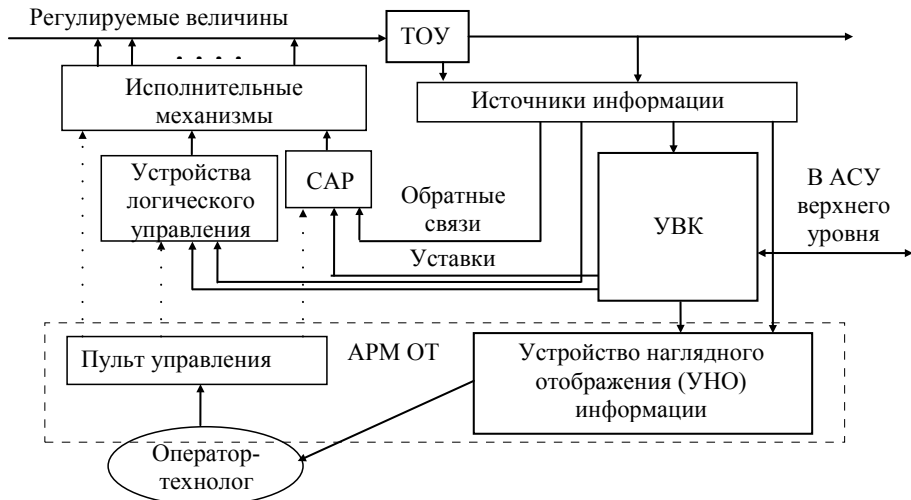 Регулируемые величины
ТОУ
Исполнительные
механизмы
Источники информации
Устройства
логического
управления
САР
Обратные
связи
УВК
В АСУ
верхнего
уровня
Уставки
Пульт управления
АРМ ОТ
Устройство наглядного
отображения (УНО)
информации
Оператор-
технолог